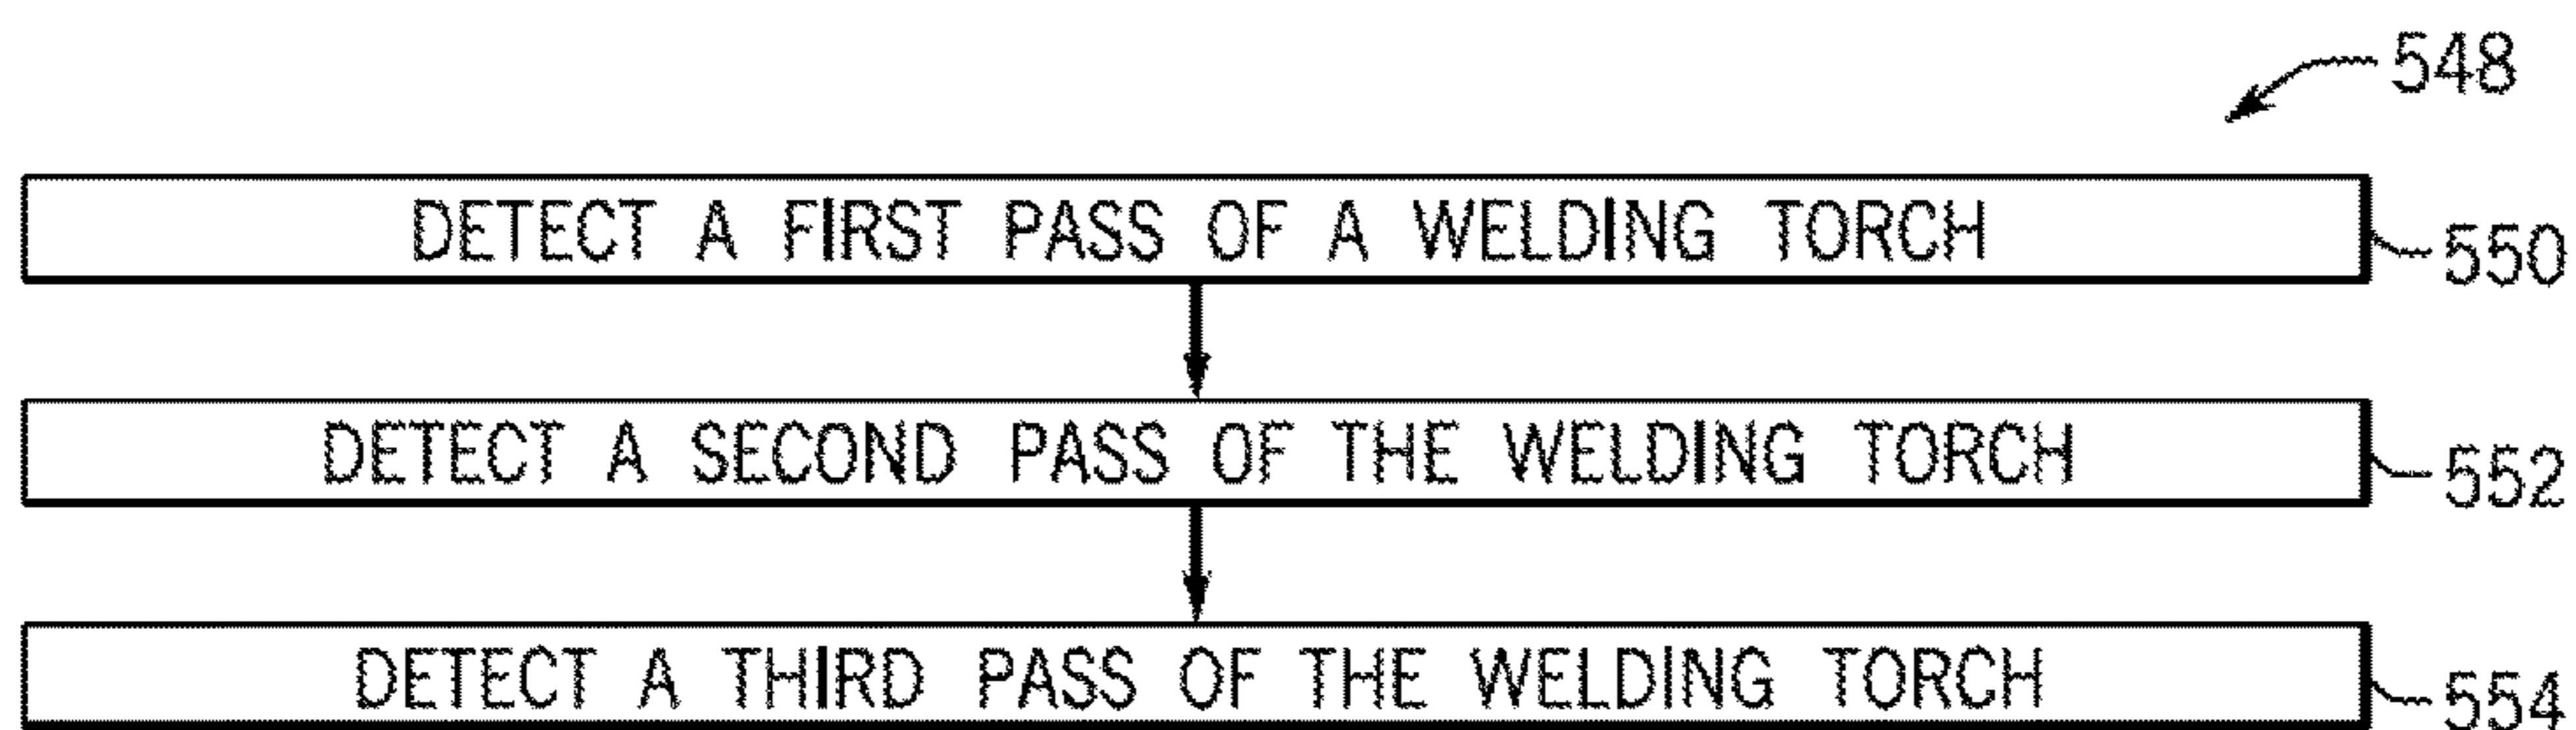 548
DETECT A FIRST PASS OF A WELDING TORCH
550
DETECT A SECOND PASS OF THE WELDING TORCH
552
DETECT A THIRD PASS OF THE WELDING TORCH
554